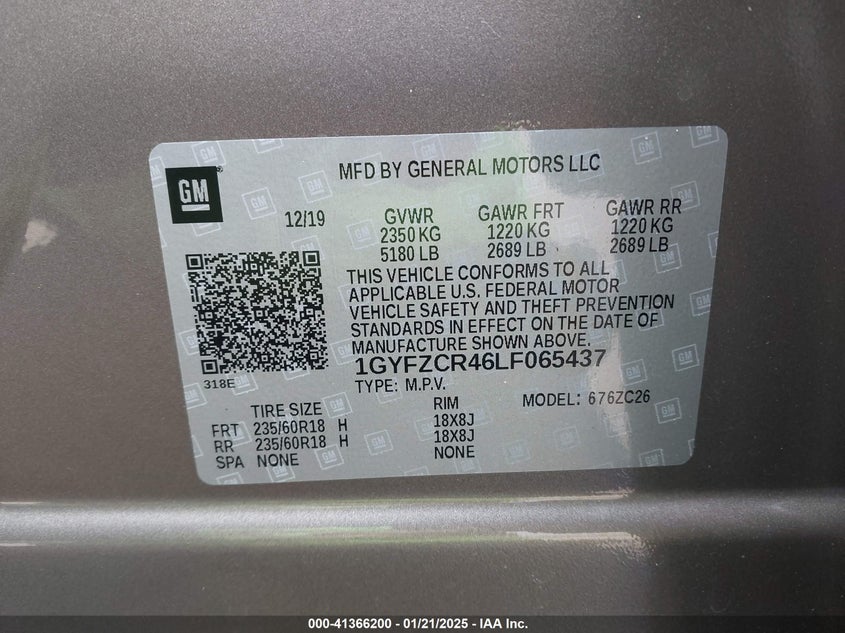 GM
MFD BY GENERAL MOTORS LLC
12/19 GVWR GAWR FRT GAWR RR
2350 KG 1220 KG 1220 KG
5180 LB 2689 LB 2689 LB
THIS VEHICLE CONFORMS TO ALL
APPLICABLE U.S. FEDERAL MOTOR
VEHICLE SAFETY AND THEFT PREVENTION
STANDARDS IN EFFECT ON THE DATE OF
MANUFACTURE SHOWN ABOVE.
1GYFZCR46LF065437
318E
TYPE: M.P.V.
TIRE SIZE RIM MODEL: 676ZC26
FRT 235/60R18 H 18X8J
RR 235/60R18 H 18X8J
SPA NONE NONE
000-41366200 - 01/21/2025 - IAA Inc.